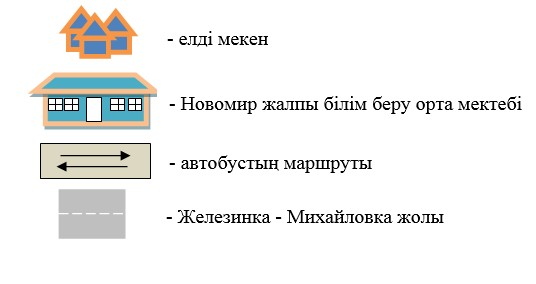 - елді мекен
- Новомир жалпы білім беру орта мектебі
- автобустың маршруты
- Железинка - Михайловка жолы